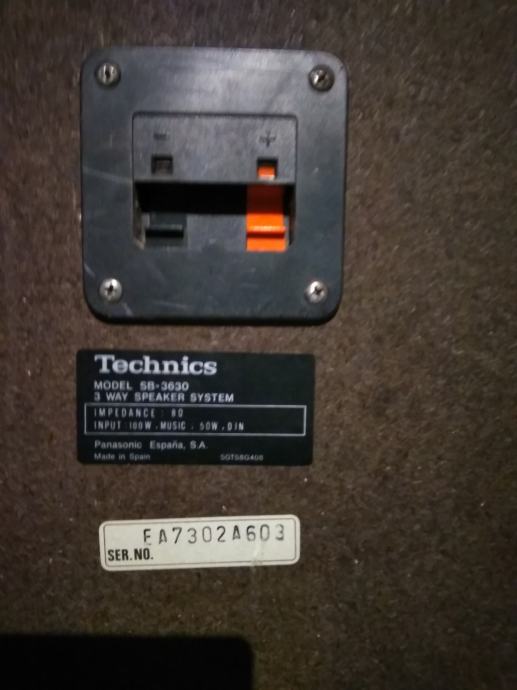 - +
Technics
MODEL SB-3630
3 WAY SPEAKER SYSTEM
IMPEDANCE : 8Ω
INPUT : 100W . MUSIC . 50W . DIN
Panasonic España, S.A.
Made in Spain SQTSBG408
EA7302A603
SER.NO.